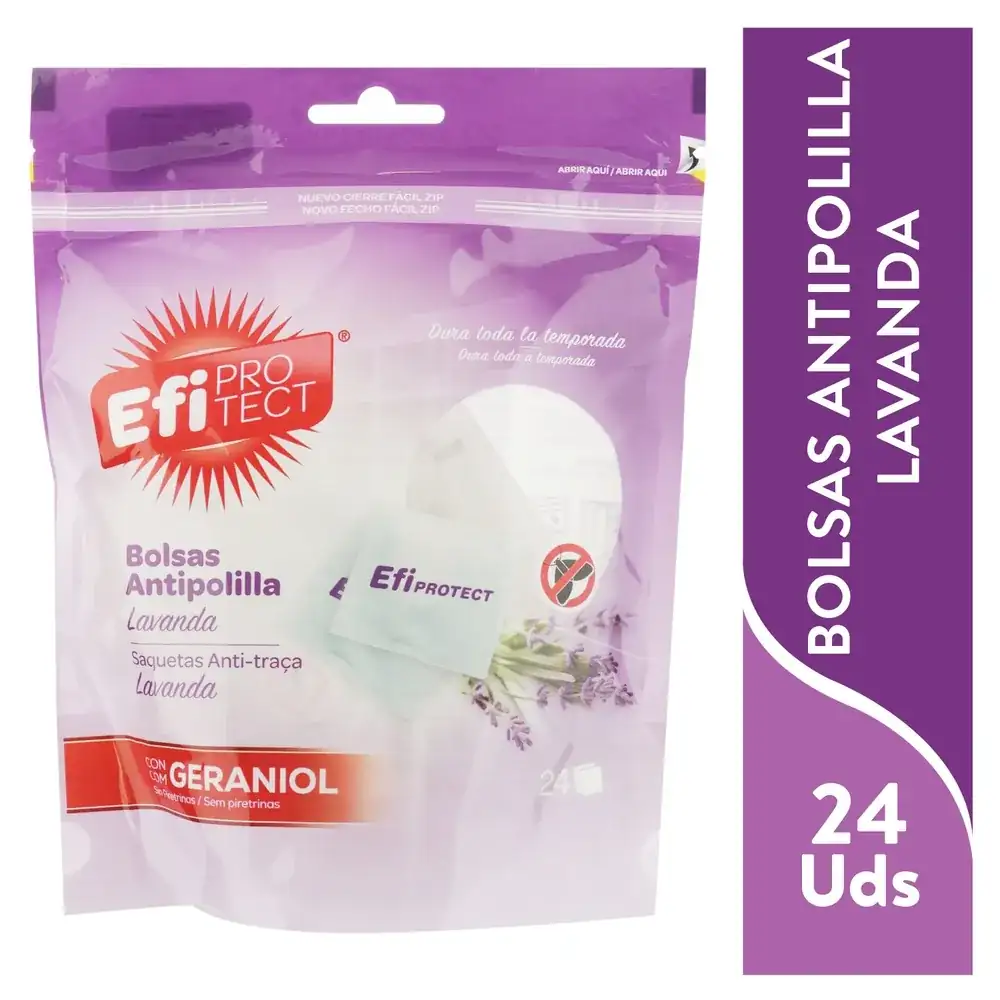 ABRIR AQUÍ / ABRIR AQUI
NUEVO CIERRE FÁCIL ZIP
NOVO FECHO FÁCIL ZIP
Efi PROTECT®
Dura toda la temporada
Dura toda a temporada
Bolsas
Antipolilla
Lavanda
Saquetas Anti-traça
Lavanda
Efi PROTECT
CON
COM
GERANIOL
Sin Piretrinas / Sem piretrinas
24
BOLSAS ANTIPOLILLA
LAVANDA
24
Uds